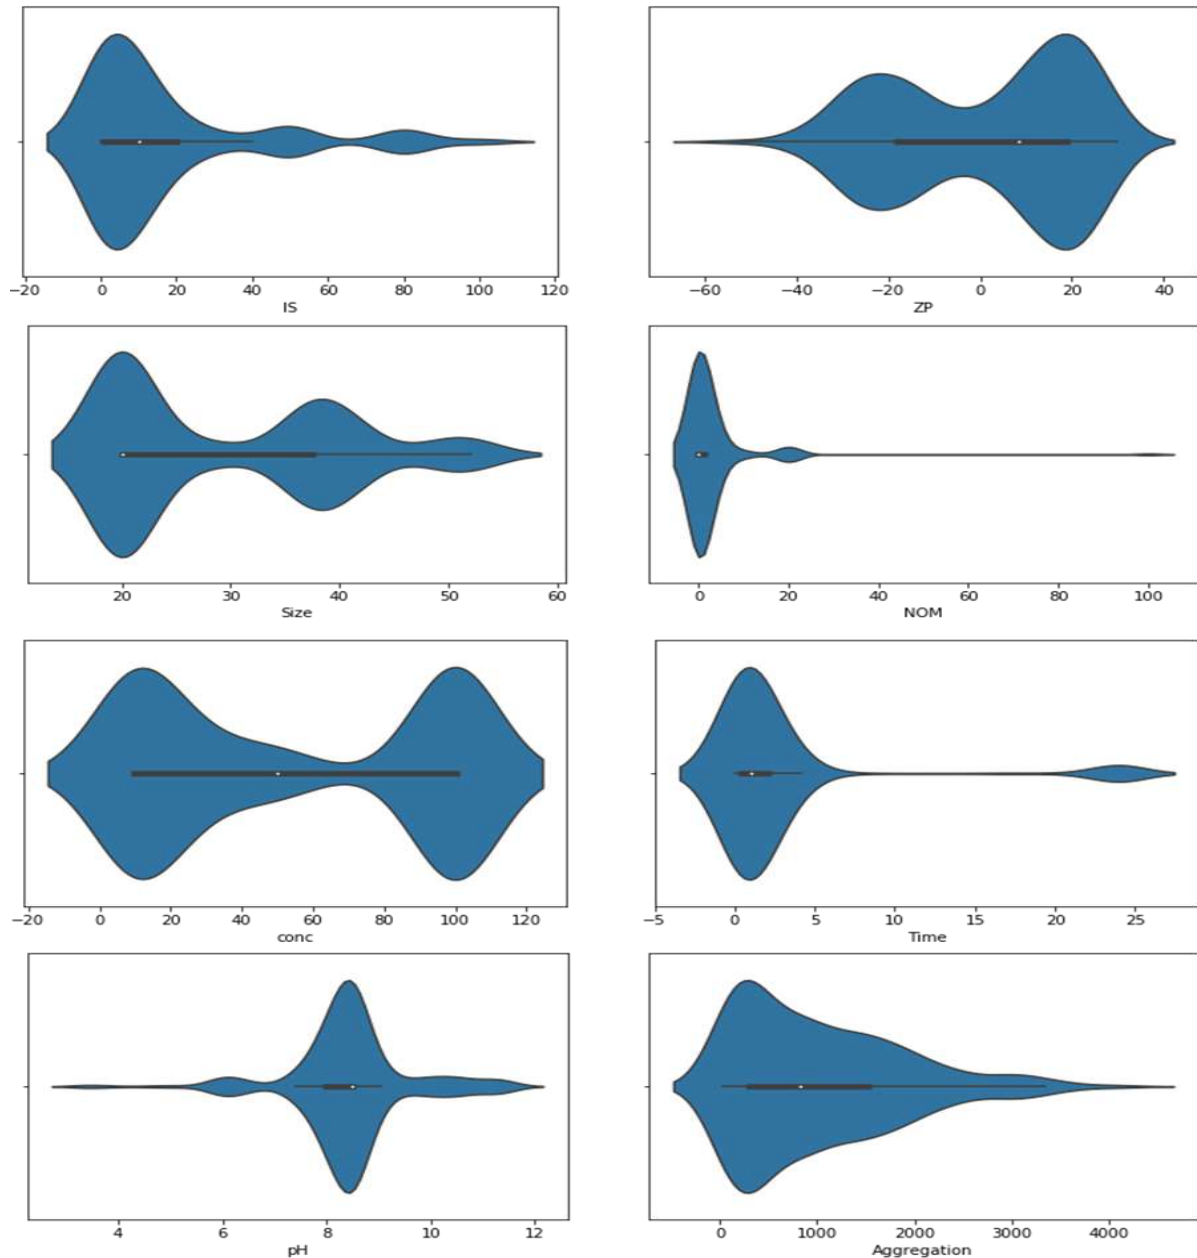 −20 0 20 40 60 80 100 120
IS
−60 −40 −20 0 20 40
ZP
20 30 40 50 60
Size
0 20 40 60 80 100
NOM
−20 0 20 40 60 80 100 120
conc
−5 0 5 10 15 20 25
Time
4 6 8 10 12
pH
0 1000 2000 3000 4000
Aggregation